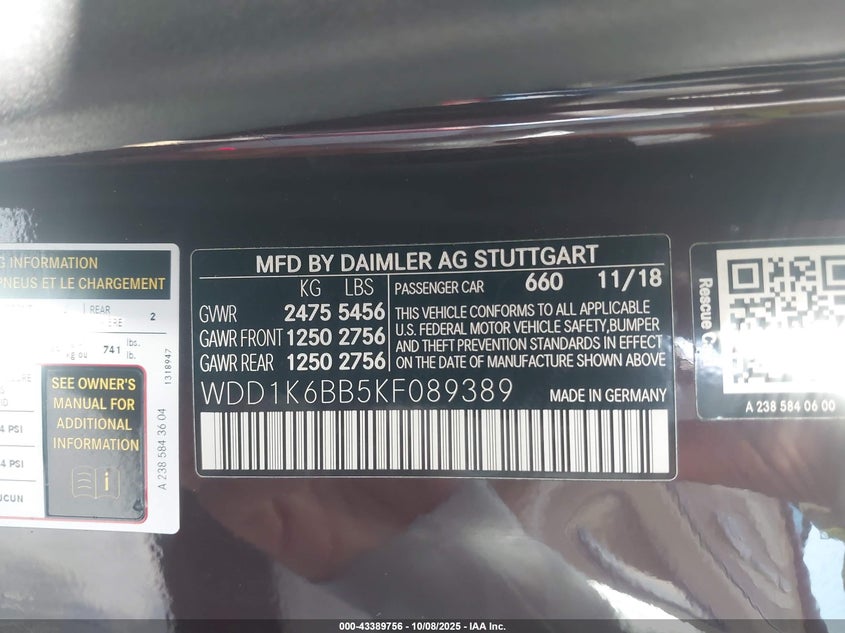 G INFORMATION
PNEUS ET LE CHARGEMENT
REAR
2
741 lbs.
lb.
kg ou
1318947
SEE OWNER'S
MANUAL FOR
ADDITIONAL
INFORMATION
4 PSI
4 PSI
UCUN
A 238 584 36 04
MFD BY DAIMLER AG STUTTGART
KG LBS
GVWR 2475 5456
GAWR FRONT 1250 2756
GAWR REAR 1250 2756
PASSENGER CAR 660 11/18
THIS VEHICLE CONFORMS TO ALL APPLICABLE
U.S. FEDERAL MOTOR VEHICLE SAFETY, BUMPER
AND THEFT PREVENTION STANDARDS IN EFFECT
ON THE DATE OF MANUFACTURE SHOWN ABOVE
WDD1K6BB5KF089389
MADE IN GERMANY
Rescue C
A 238 584 06 00
000-43389756 - 10/08/2025 - IAA Inc.